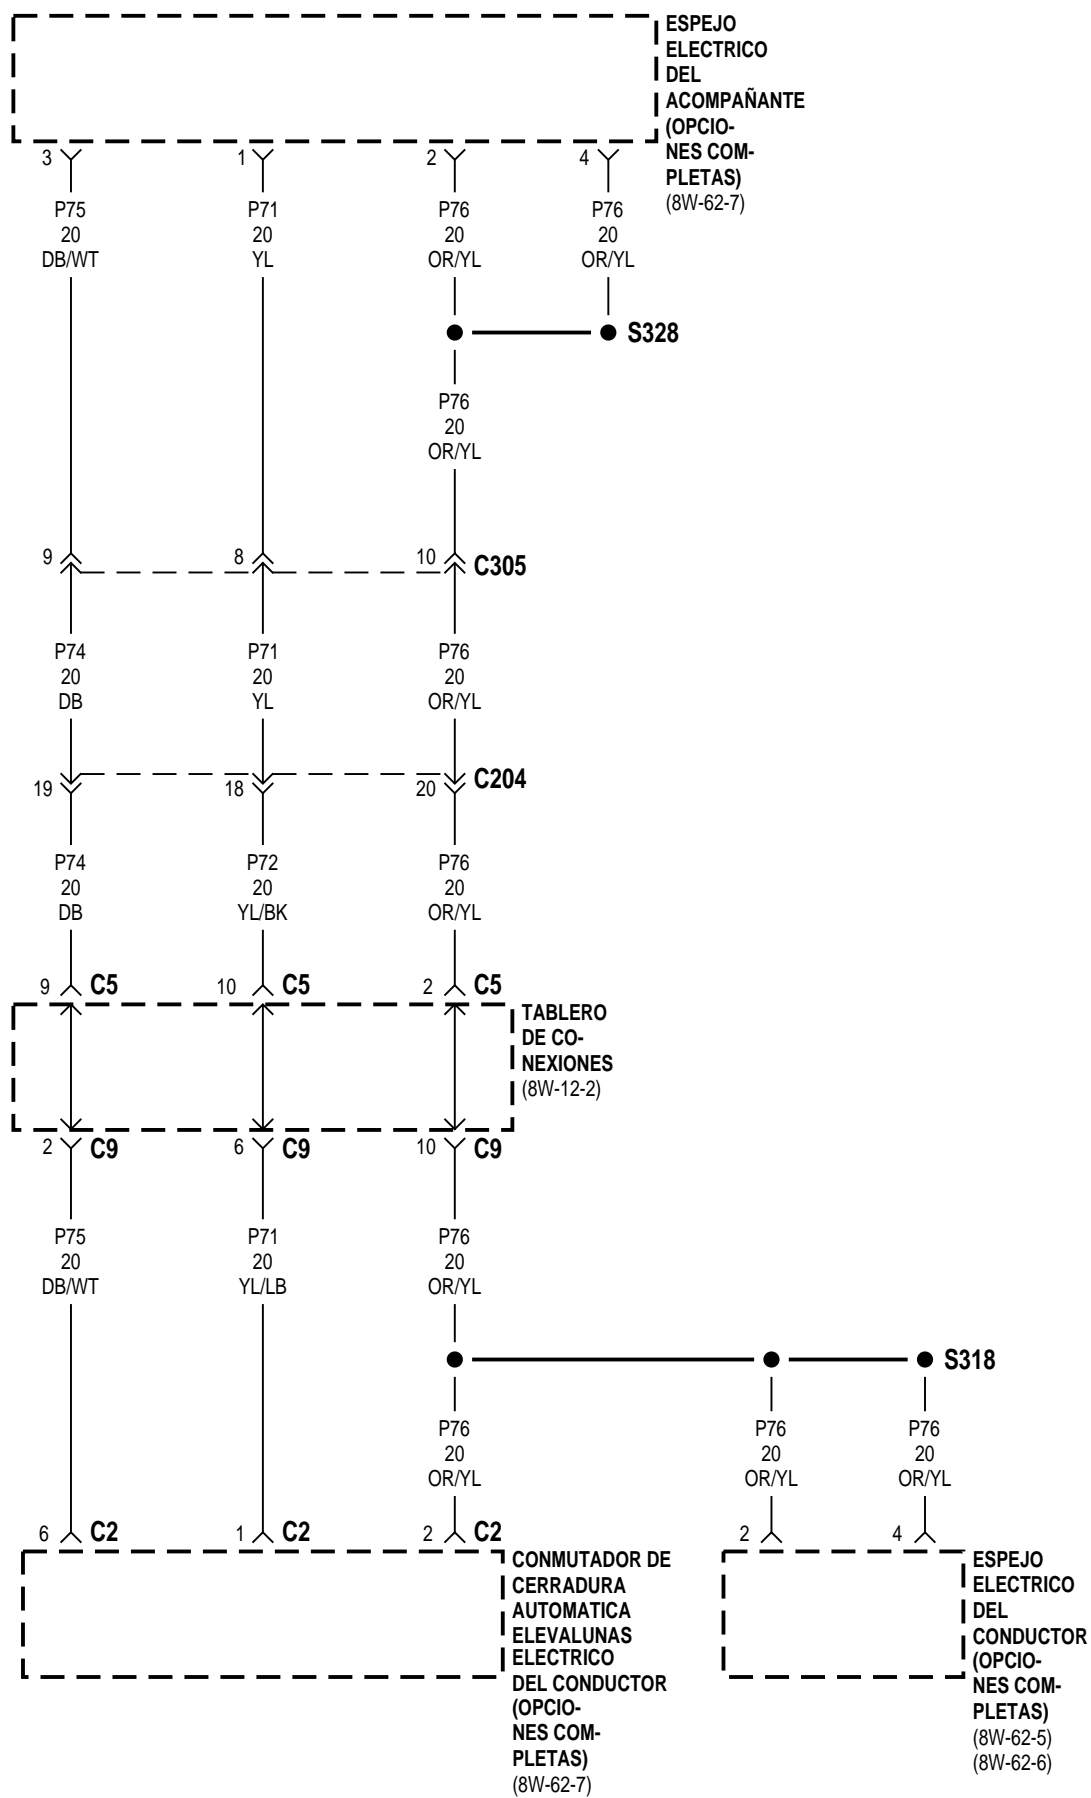 ESPEJO
ELECTRICO
DEL
ACOMPAÑANTE
(OPCIO-
NES COM-
PLETAS)
(8W-62-7)
3 1 2 4
P75 P71 P76 P76
20 20 20 20
DB/WT YL OR/YL OR/YL
S328
P76
20
OR/YL
9 8 10 C305
P74 P71 P76
20 20 20
DB YL OR/YL
19 18 20 C204
P74 P72 P76
20 20 20
DB YL/BK OR/YL
9 C5 10 C5 2 C5
TABLERO
DE CO-
NEXIONES
(8W-12-2)
2 C9 6 C9 10 C9
P75 P71 P76
20 20 20
DB/WT YL/LB OR/YL
S318
P76 P76 P76
20 20 20
OR/YL OR/YL OR/YL
6 C2 1 C2 2 C2 2 4
CONMUTADOR DE
CERRADURA
AUTOMATICA
ELEVALUNAS
ELECTRICO
DEL CONDUCTOR
(OPCIO-
NES COM-
PLETAS)
(8W-62-7)
ESPEJO
ELECTRICO
DEL
CONDUCTOR
(OPCIO-
NES COM-
PLETAS)
(8W-62-5)
(8W-62-6)